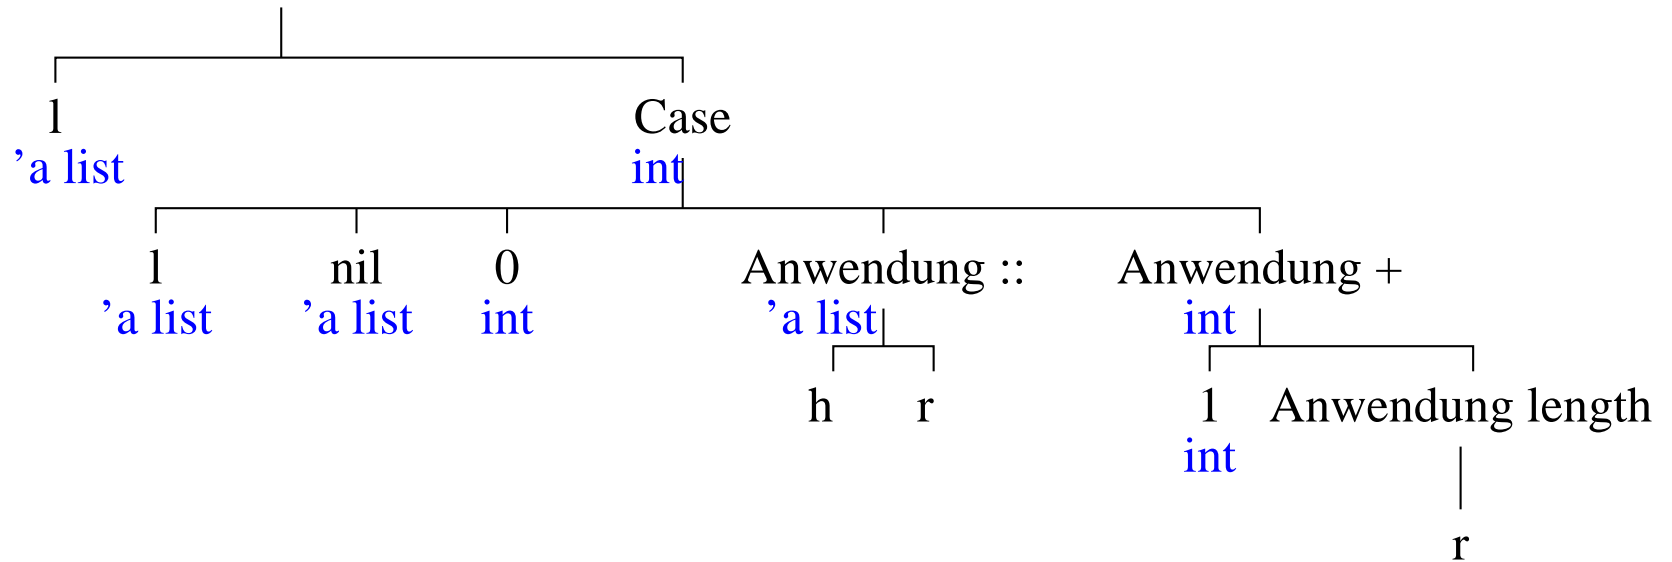 l Case
’a list int
l nil 0 Anwendung :: Anwendung +
’a list ’a list int ’a list int
h r 1 Anwendung length
int
r